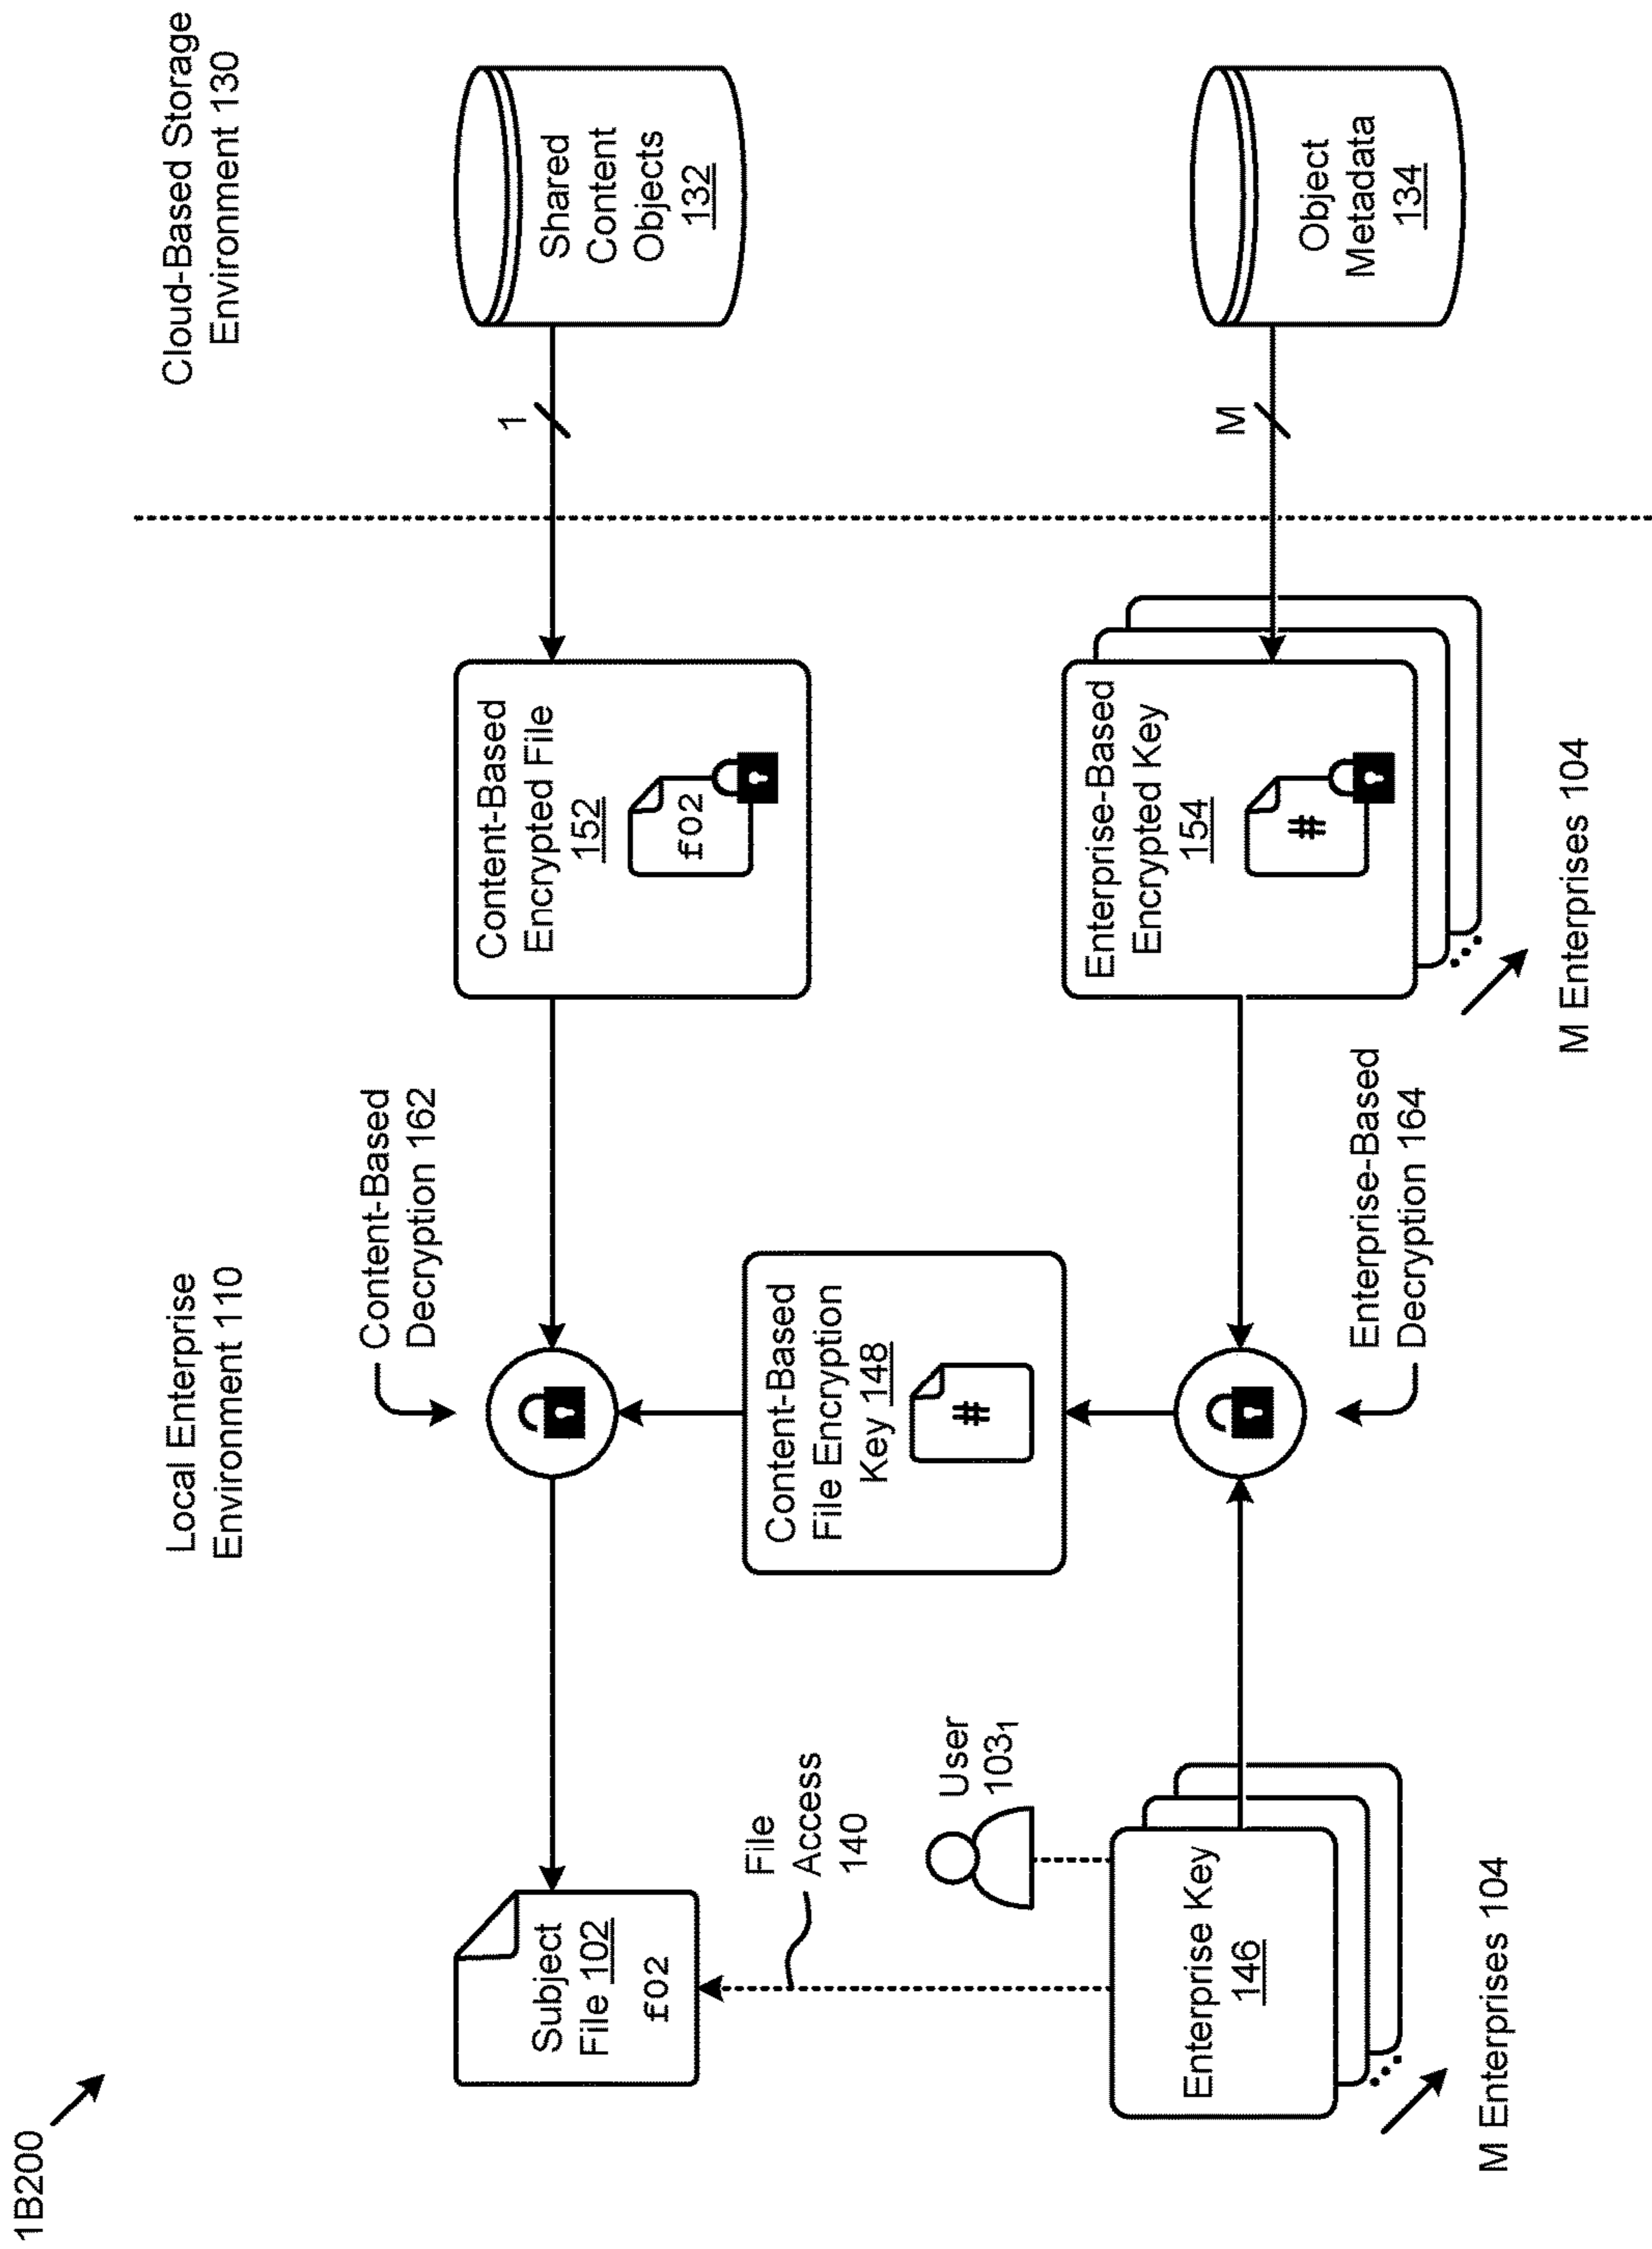 1B200
Local Enterprise
Environment 110
Cloud-Based Storage
Environment 130
Content-Based
Decryption 162
Subject
File 102
f02
Content-Based
Encrypted File
152
f02
1
Shared
Content
Objects
132
File
Access
140
User
103₁
Content-Based
File Encryption
Key 148
#
Enterprise Key
146
Enterprise-Based
Encrypted Key
154
#
M
Object
Metadata
134
Enterprise-Based
Decryption 164
M Enterprises 104
M Enterprises 104